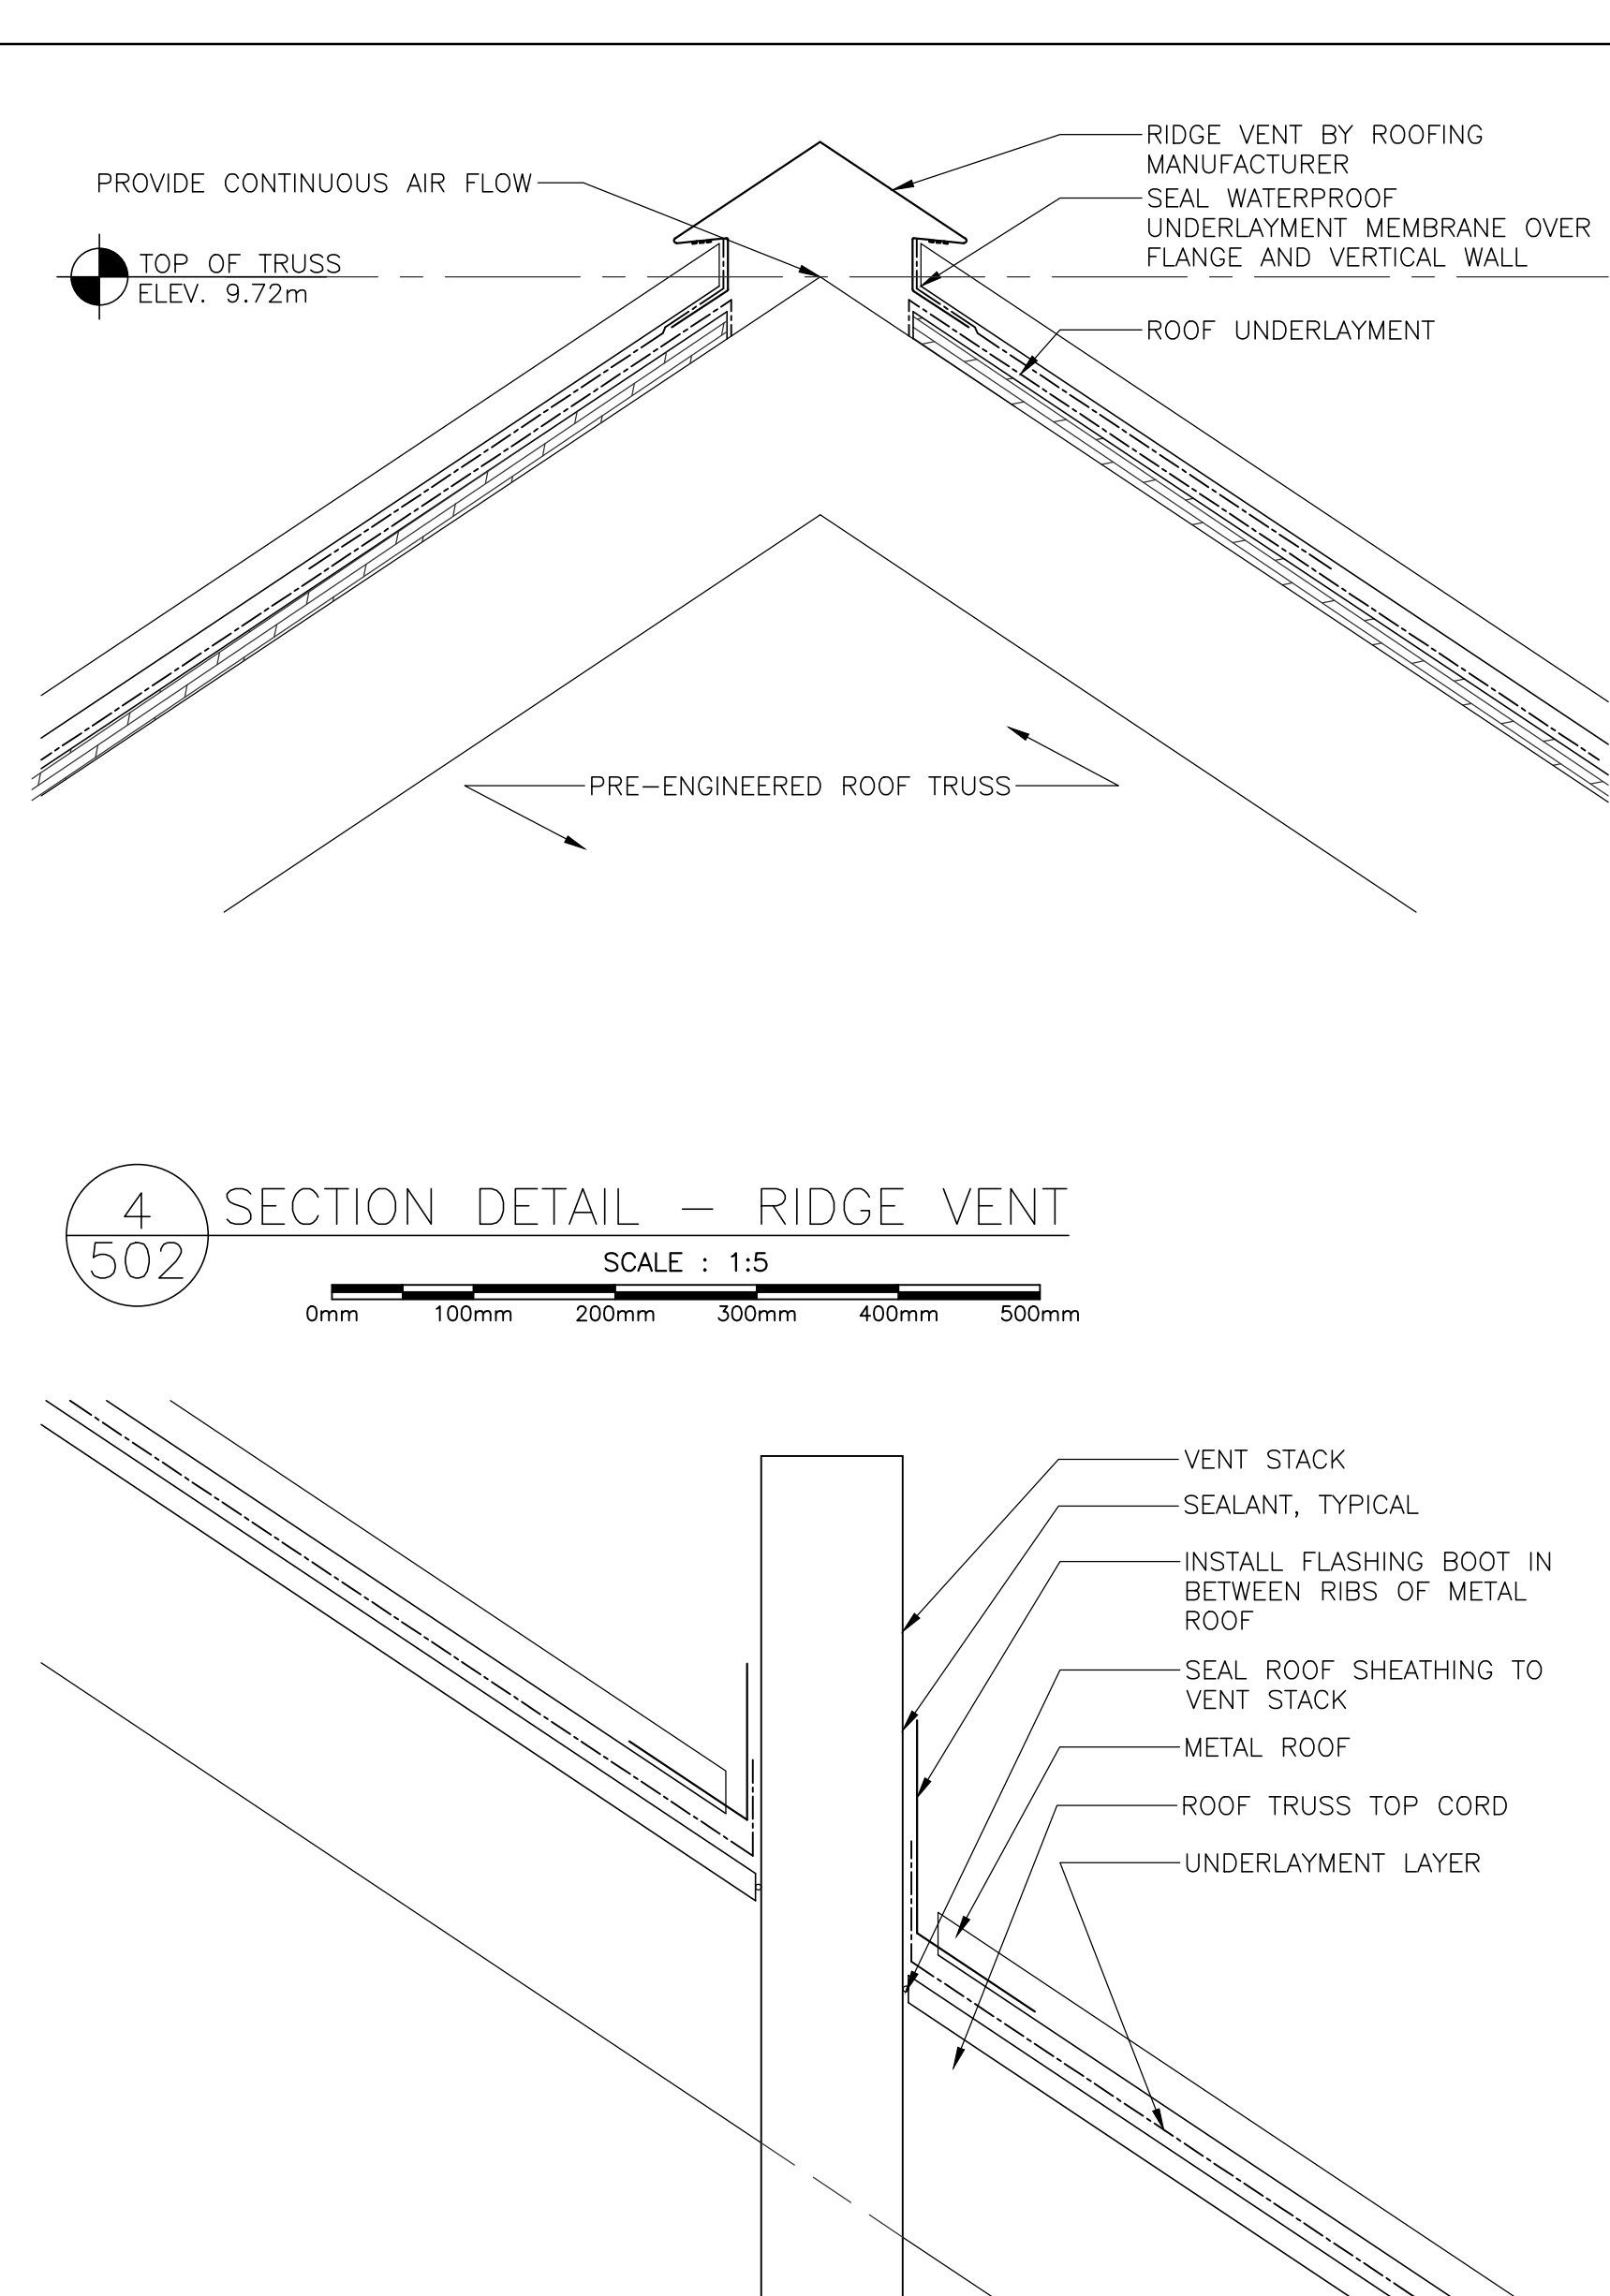 PROVIDE CONTINUOUS AIR FLOW
TOP OF TRUSS
ELEV. 9.72m
RIDGE VENT BY ROOFING
MANUFACTURER
SEAL WATERPROOF
UNDERLAYMENT MEMBRANE OVER
FLANGE AND VERTICAL WALL
ROOF UNDERLAYMENT
PRE-ENGINEERED ROOF TRUSS
4
502
SECTION DETAIL - RIDGE VENT
SCALE : 1:5
0mm 100mm 200mm 300mm 400mm 500mm
VENT STACK
SEALANT, TYPICAL
INSTALL FLASHING BOOT IN
BETWEEN RIBS OF METAL
ROOF
SEAL ROOF SHEATHING TO
VENT STACK
METAL ROOF
ROOF TRUSS TOP CORD
UNDERLAYMENT LAYER